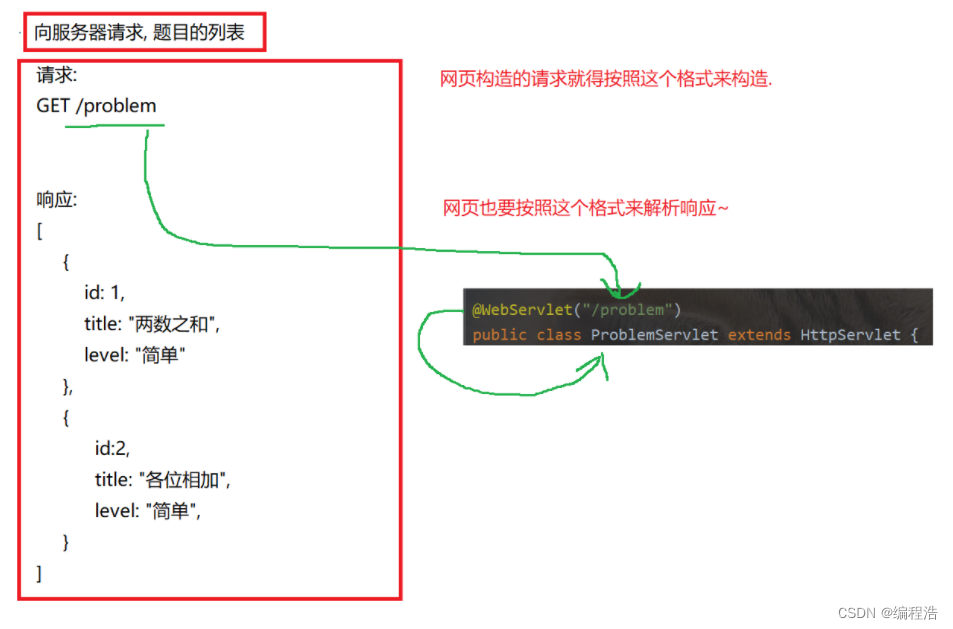 向服务器请求, 题目的列表
请求:
GET /problem
网页构造的请求就得按照这个格式来构造.
响应:
网页也要按照这个格式来解析响应~
[
{
id: 1,
title: "两数之和",
level: "简单"
},
{
id:2,
title: "各位相加",
level: "简单",
}
]
@WebServlet("/problem")
public class ProblemServlet extends HttpServlet {
CSDN @编程浩